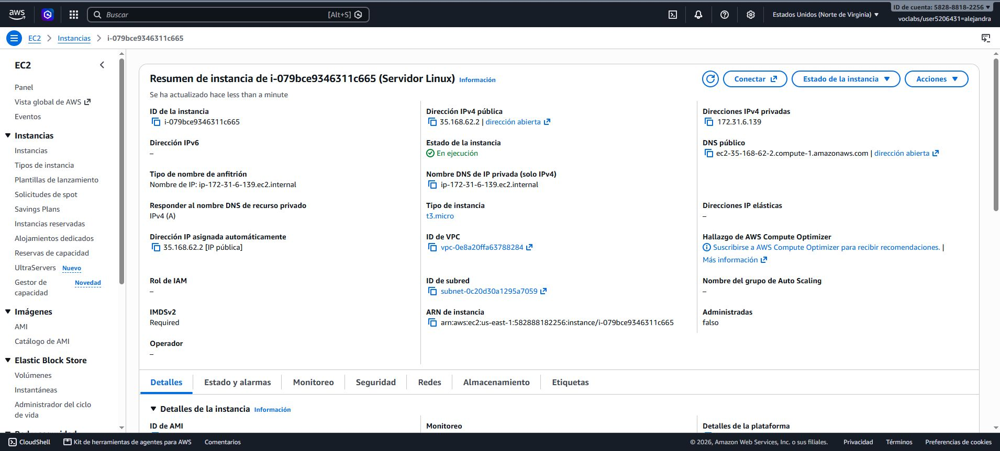 aws
Buscar
[Alt+S]
Estados Unidos (Norte de Virginia)
ID de cuenta: 5828-8818-2256
voclabs/user5206431=alejandra
EC2
Instancias
i-079bce9346311c665
EC2
Panel
Vista global de AWS
Eventos
Instancias
Instancias
Tipos de instancia
Plantillas de lanzamiento
Solicitudes de spot
Savings Plans
Instancias reservadas
Alojamientos dedicados
Reservas de capacidad
UltraServers Nuevo
Gestor de Novedad
capacidad
Imágenes
AMI
Catálogo de AMI
Elastic Block Store
Volúmenes
Instantáneas
Administrador del ciclo
de vida
Resumen de instancia de i-079bce9346311c665 (Servidor Linux) Información
Conectar
Estado de la instancia
Acciones
Se ha actualizado hace less than a minute
ID de la instancia
i-079bce9346311c665
Dirección IPv4 pública
35.168.62.2 | dirección abierta
Direcciones IPv4 privadas
172.31.6.139
Dirección IPv6
–
Estado de la instancia
En ejecución
DNS público
ec2-35-168-62-2.compute-1.amazonaws.com | dirección abierta
Tipo de nombre de anfitrión
Nombre de IP: ip-172-31-6-139.ec2.internal
Nombre DNS de IP privada (solo IPv4)
ip-172-31-6-139.ec2.internal
Responder al nombre DNS de recurso privado
IPv4 (A)
Tipo de instancia
t3.micro
Direcciones IP elásticas
–
Dirección IP asignada automáticamente
35.168.62.2 [IP pública]
ID de VPC
vpc-0e8a20ffa63788284
Hallazgo de AWS Compute Optimizer
Suscribirse a AWS Compute Optimizer para recibir recomendaciones. |
Más información
Rol de IAM
–
ID de subred
subnet-0c20d30a1295a7059
Nombre del grupo de Auto Scaling
–
IMDSv2
Required
ARN de instancia
arn:aws:ec2:us-east-1:582888182256:instance/i-079bce9346311c665
Administradas
falso
Operador
–
Detalles
Estado y alarmas
Monitoreo
Seguridad
Redes
Almacenamiento
Etiquetas
Detalles de la instancia Información
ID de AMI
Monitoreo
Detalles de la plataforma
CloudShell
Kit de herramientas de agentes para AWS
Comentarios
© 2026, Amazon Web Services, Inc. o sus filiales.
Privacidad
Términos
Preferencias de cookies